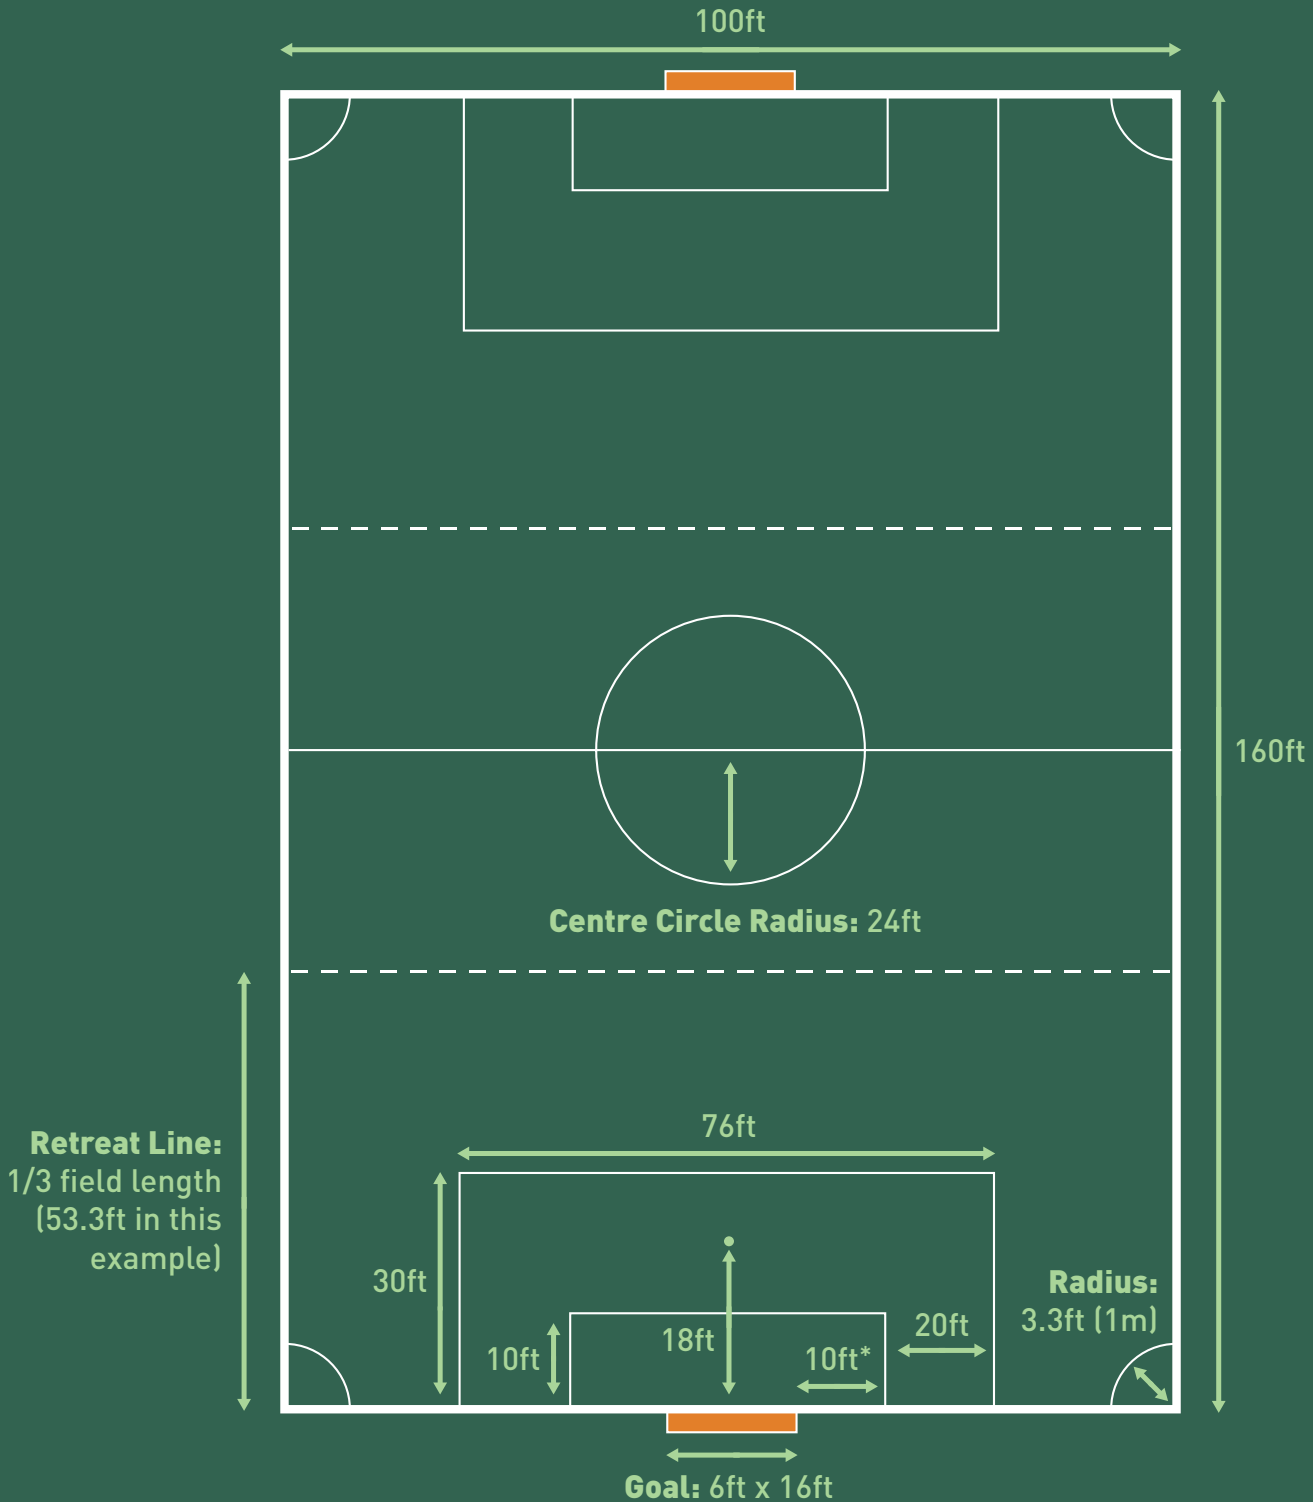 100ft
160ft
Centre Circle Radius: 24ft
76ft
Retreat Line:
1/3 field length
(53.3ft in this
example)
30ft
Radius:
3.3ft (1m)
20ft
18ft
10ft
10ft*
Goal: 6ft x 16ft